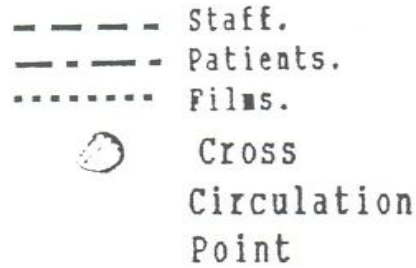 Staff.
Patients.
Films.
Cross
Circulation
Point